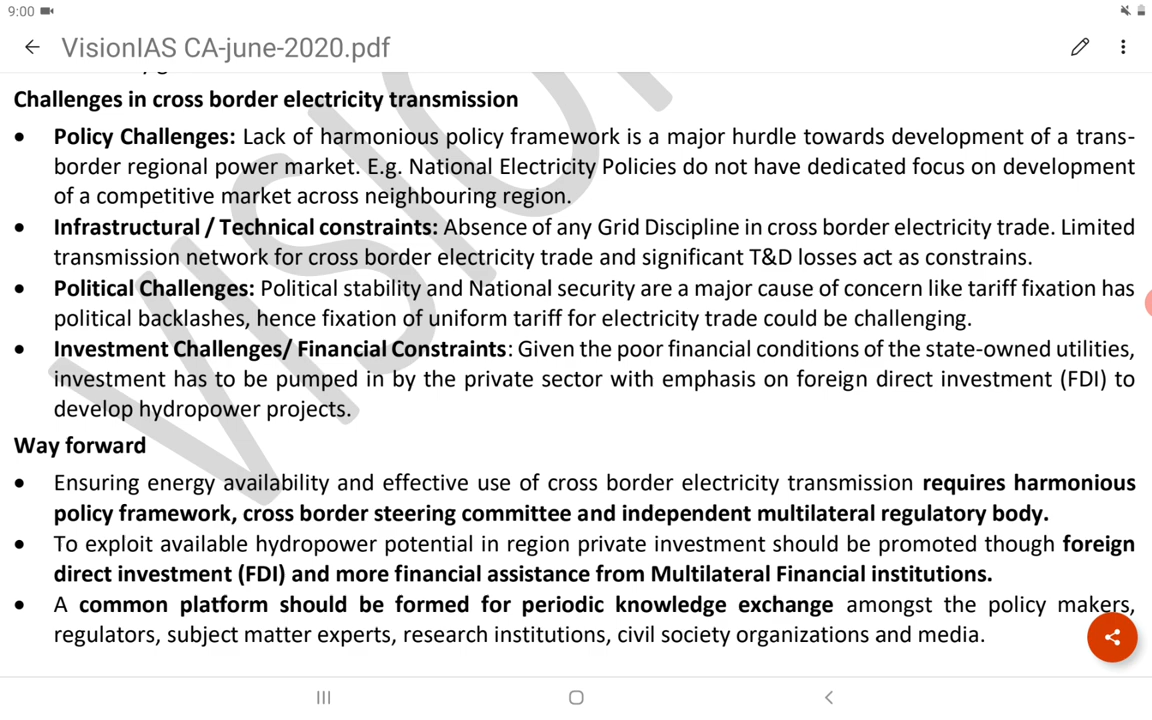 9:00
VisionIAS CA-june-2020.pdf
Challenges in cross border electricity transmission
• Policy Challenges: Lack of harmonious policy framework is a major hurdle towards development of a trans-
border regional power market. E.g. National Electricity Policies do not have dedicated focus on development
of a competitive market across neighbouring region.
• Infrastructural / Technical constraints: Absence of any Grid Discipline in cross border electricity trade. Limited
transmission network for cross border electricity trade and significant T&D losses act as constrains.
• Political Challenges: Political stability and National security are a major cause of concern like tariff fixation has
political backlashes, hence fixation of uniform tariff for electricity trade could be challenging.
• Investment Challenges/ Financial Constraints: Given the poor financial conditions of the state-owned utilities,
investment has to be pumped in by the private sector with emphasis on foreign direct investment (FDI) to
develop hydropower projects.
Way forward
• Ensuring energy availability and effective use of cross border electricity transmission requires harmonious
policy framework, cross border steering committee and independent multilateral regulatory body.
• To exploit available hydropower potential in region private investment should be promoted though foreign
direct investment (FDI) and more financial assistance from Multilateral Financial institutions.
• A common platform should be formed for periodic knowledge exchange amongst the policy makers,
regulators, subject matter experts, research institutions, civil society organizations and media.